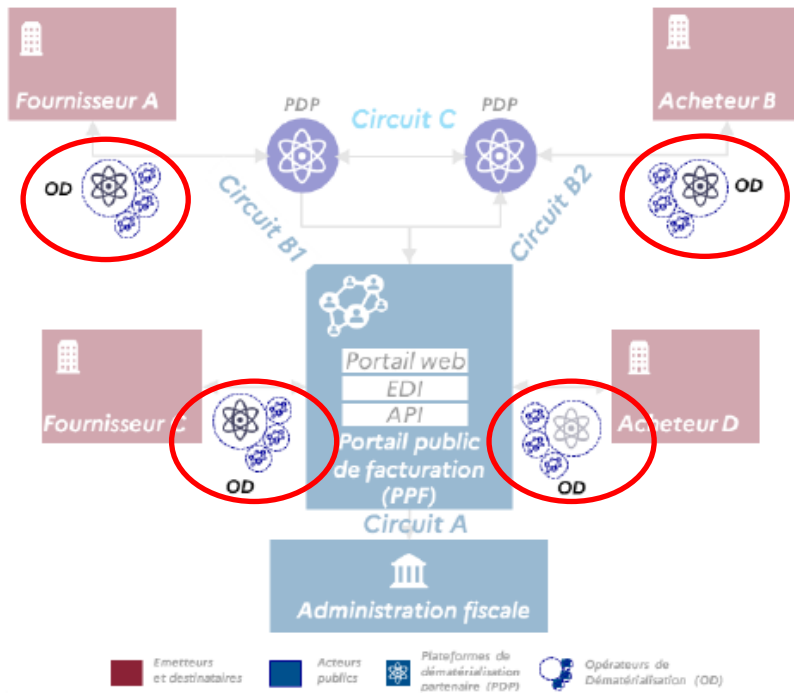 Fournisseur A
PDP
Circuit C
PDP
Acheteur B
OD
Circuit B1
Circuit B2
OD
Portail web
EDI
API
Portail public
de facturation
(PPF)
Fournisseur C
OD
Acheteur D
OD
Circuit A
Administration fiscale
Emetteurs
et destinataires
Acteurs
publics
Plateformes de
dématérialisation
partenaire (PDP)
Opérateurs de
Dématérialisation (OD)